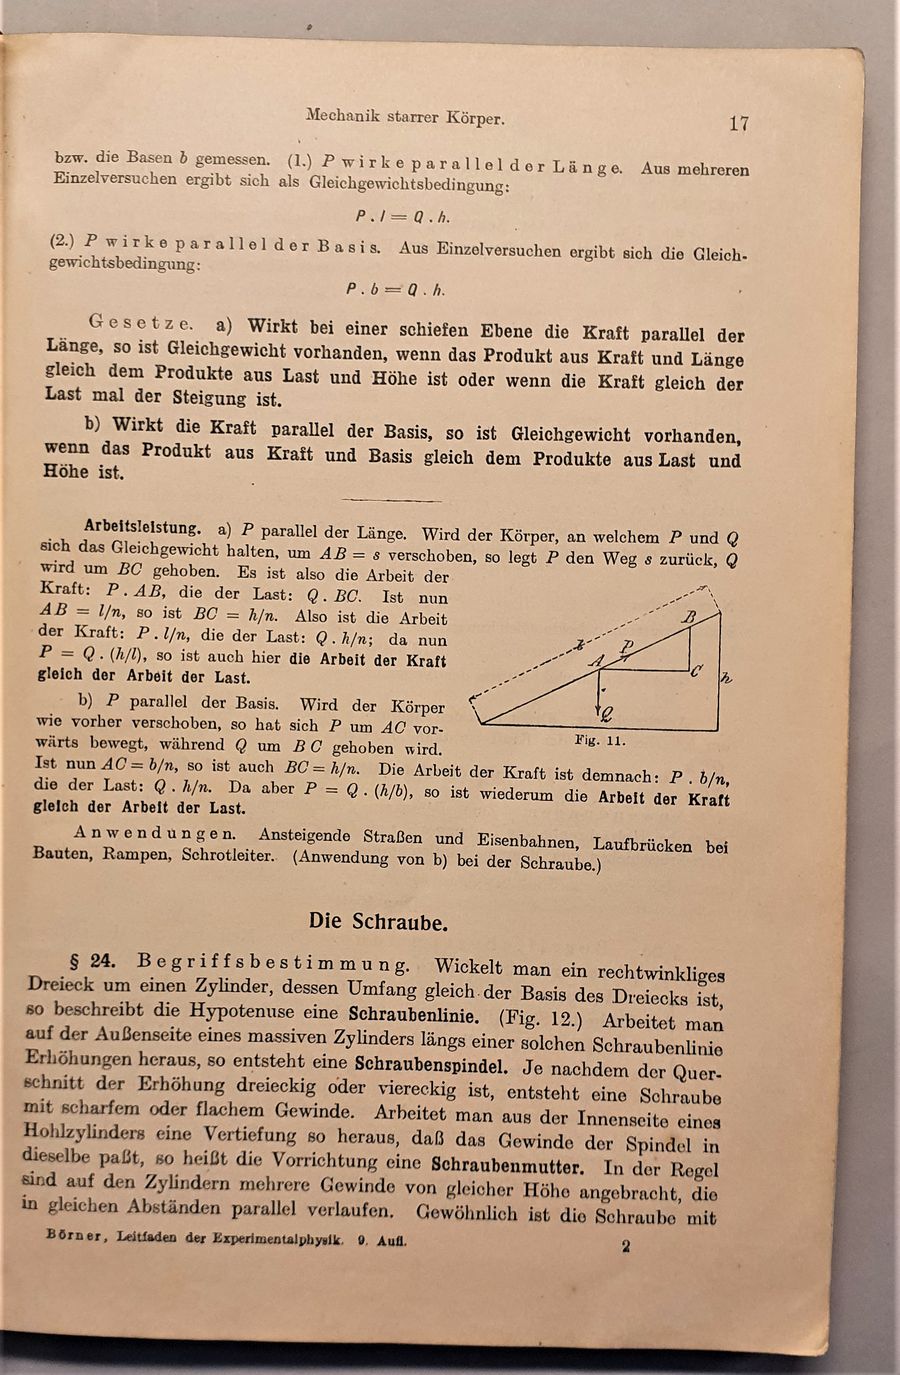 Mechanik starrer Körper. 17
bzw. die Basen b gemessen. (1.) P wirke parallel der Länge. Aus mehreren
Einzelversuchen ergibt sich als Gleichgewichtsbedingung:
P . l = Q . h.
(2.) P wirke parallel der Basis. Aus Einzelversuchen ergibt sich die Gleich-
gewichtsbedingung:
P . b = Q . h.
Gesetze. a) Wirkt bei einer schiefen Ebene die Kraft parallel der
Länge, so ist Gleichgewicht vorhanden, wenn das Produkt aus Kraft und Länge
gleich dem Produkte aus Last und Höhe ist oder wenn die Kraft gleich der
Last mal der Steigung ist.
b) Wirkt die Kraft parallel der Basis, so ist Gleichgewicht vorhanden,
wenn das Produkt aus Kraft und Basis gleich dem Produkte aus Last und
Höhe ist.
Arbeitsleistung. a) P parallel der Länge. Wird der Körper, an welchem P und Q
sich das Gleichgewicht halten, um AB = s verschoben, so legt P den Weg s zurück, Q
wird um BC gehoben. Es ist also die Arbeit der
Kraft: P . AB, die der Last: Q . BC. Ist nun
AB = l/n, so ist BC = h/n. Also ist die Arbeit
der Kraft: P . l/n, die der Last: Q . h/n; da nun
P = Q . (h/l), so ist auch hier die Arbeit der Kraft
gleich der Arbeit der Last.
b) P parallel der Basis. Wird der Körper
wie vorher verschoben, so hat sich P um AC vor-
wärts bewegt, während Q um BC gehoben wird.
l
B
P
A
C
h
Q
Fig. 11.
Ist nun AC = b/n, so ist auch BC = h/n. Die Arbeit der Kraft ist demnach: P . b/n,
die der Last: Q . h/n. Da aber P = Q . (h/b), so ist wiederum die Arbeit der Kraft
gleich der Arbeit der Last.
Anwendungen. Ansteigende Straßen und Eisenbahnen, Laufbrücken bei
Bauten, Rampen, Schrotleiter. (Anwendung von b) bei der Schraube.)
Die Schraube.
§ 24. Begriffsbestimmung. Wickelt man ein rechtwinkliges
Dreieck um einen Zylinder, dessen Umfang gleich der Basis des Dreiecks ist,
so beschreibt die Hypotenuse eine Schraubenlinie. (Fig. 12.) Arbeitet man
auf der Außenseite eines massiven Zylinders längs einer solchen Schraubenlinie
Erhöhungen heraus, so entsteht eine Schraubenspindel. Je nachdem der Quer-
schnitt der Erhöhung dreieckig oder viereckig ist, entsteht eine Schraube
mit scharfem oder flachem Gewinde. Arbeitet man aus der Innenseite eines
Hohlzylinders eine Vertiefung so heraus, daß das Gewinde der Spindel in
dieselbe paßt, so heißt die Vorrichtung eine Schraubenmutter. In der Regel
sind auf den Zylindern mehrere Gewinde von gleicher Höhe angebracht, die
in gleichen Abständen parallel verlaufen. Gewöhnlich ist die Schraube mit
Börner, Leitfaden der Experimentalphysik. 9. Aufl. 2